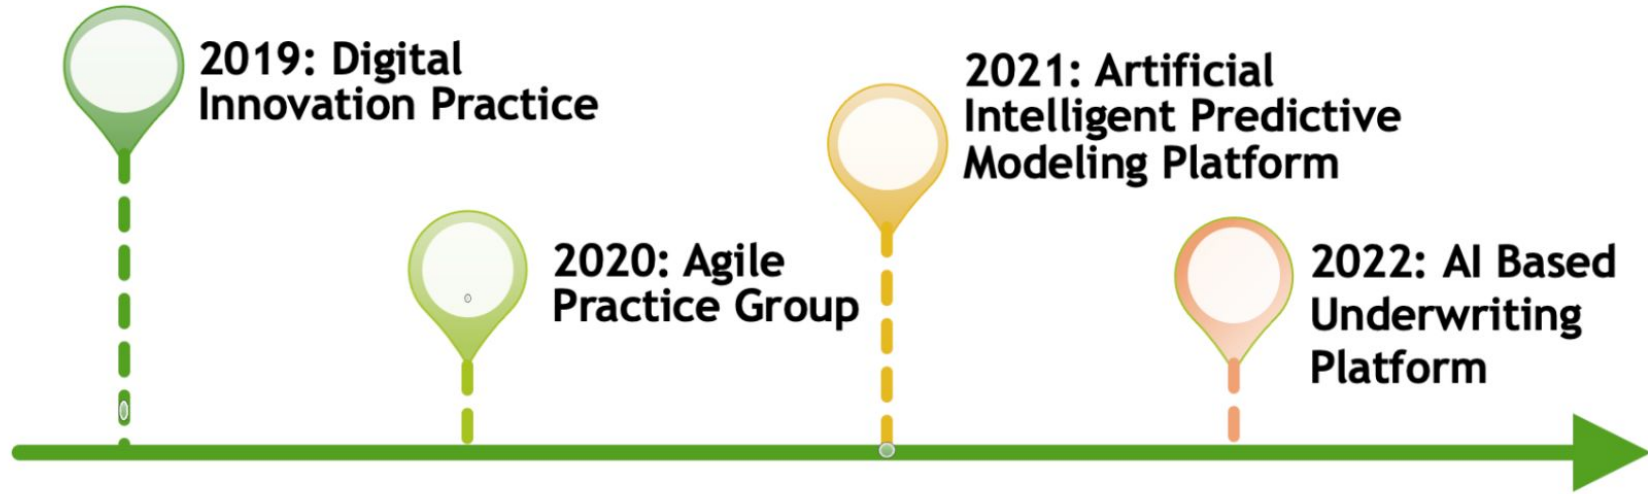 2019: Digital
Innovation Practice
2020: Agile
Practice Group
2021: Artificial
Intelligent Predictive
Modeling Platform
2022: AI Based
Underwriting
Platform